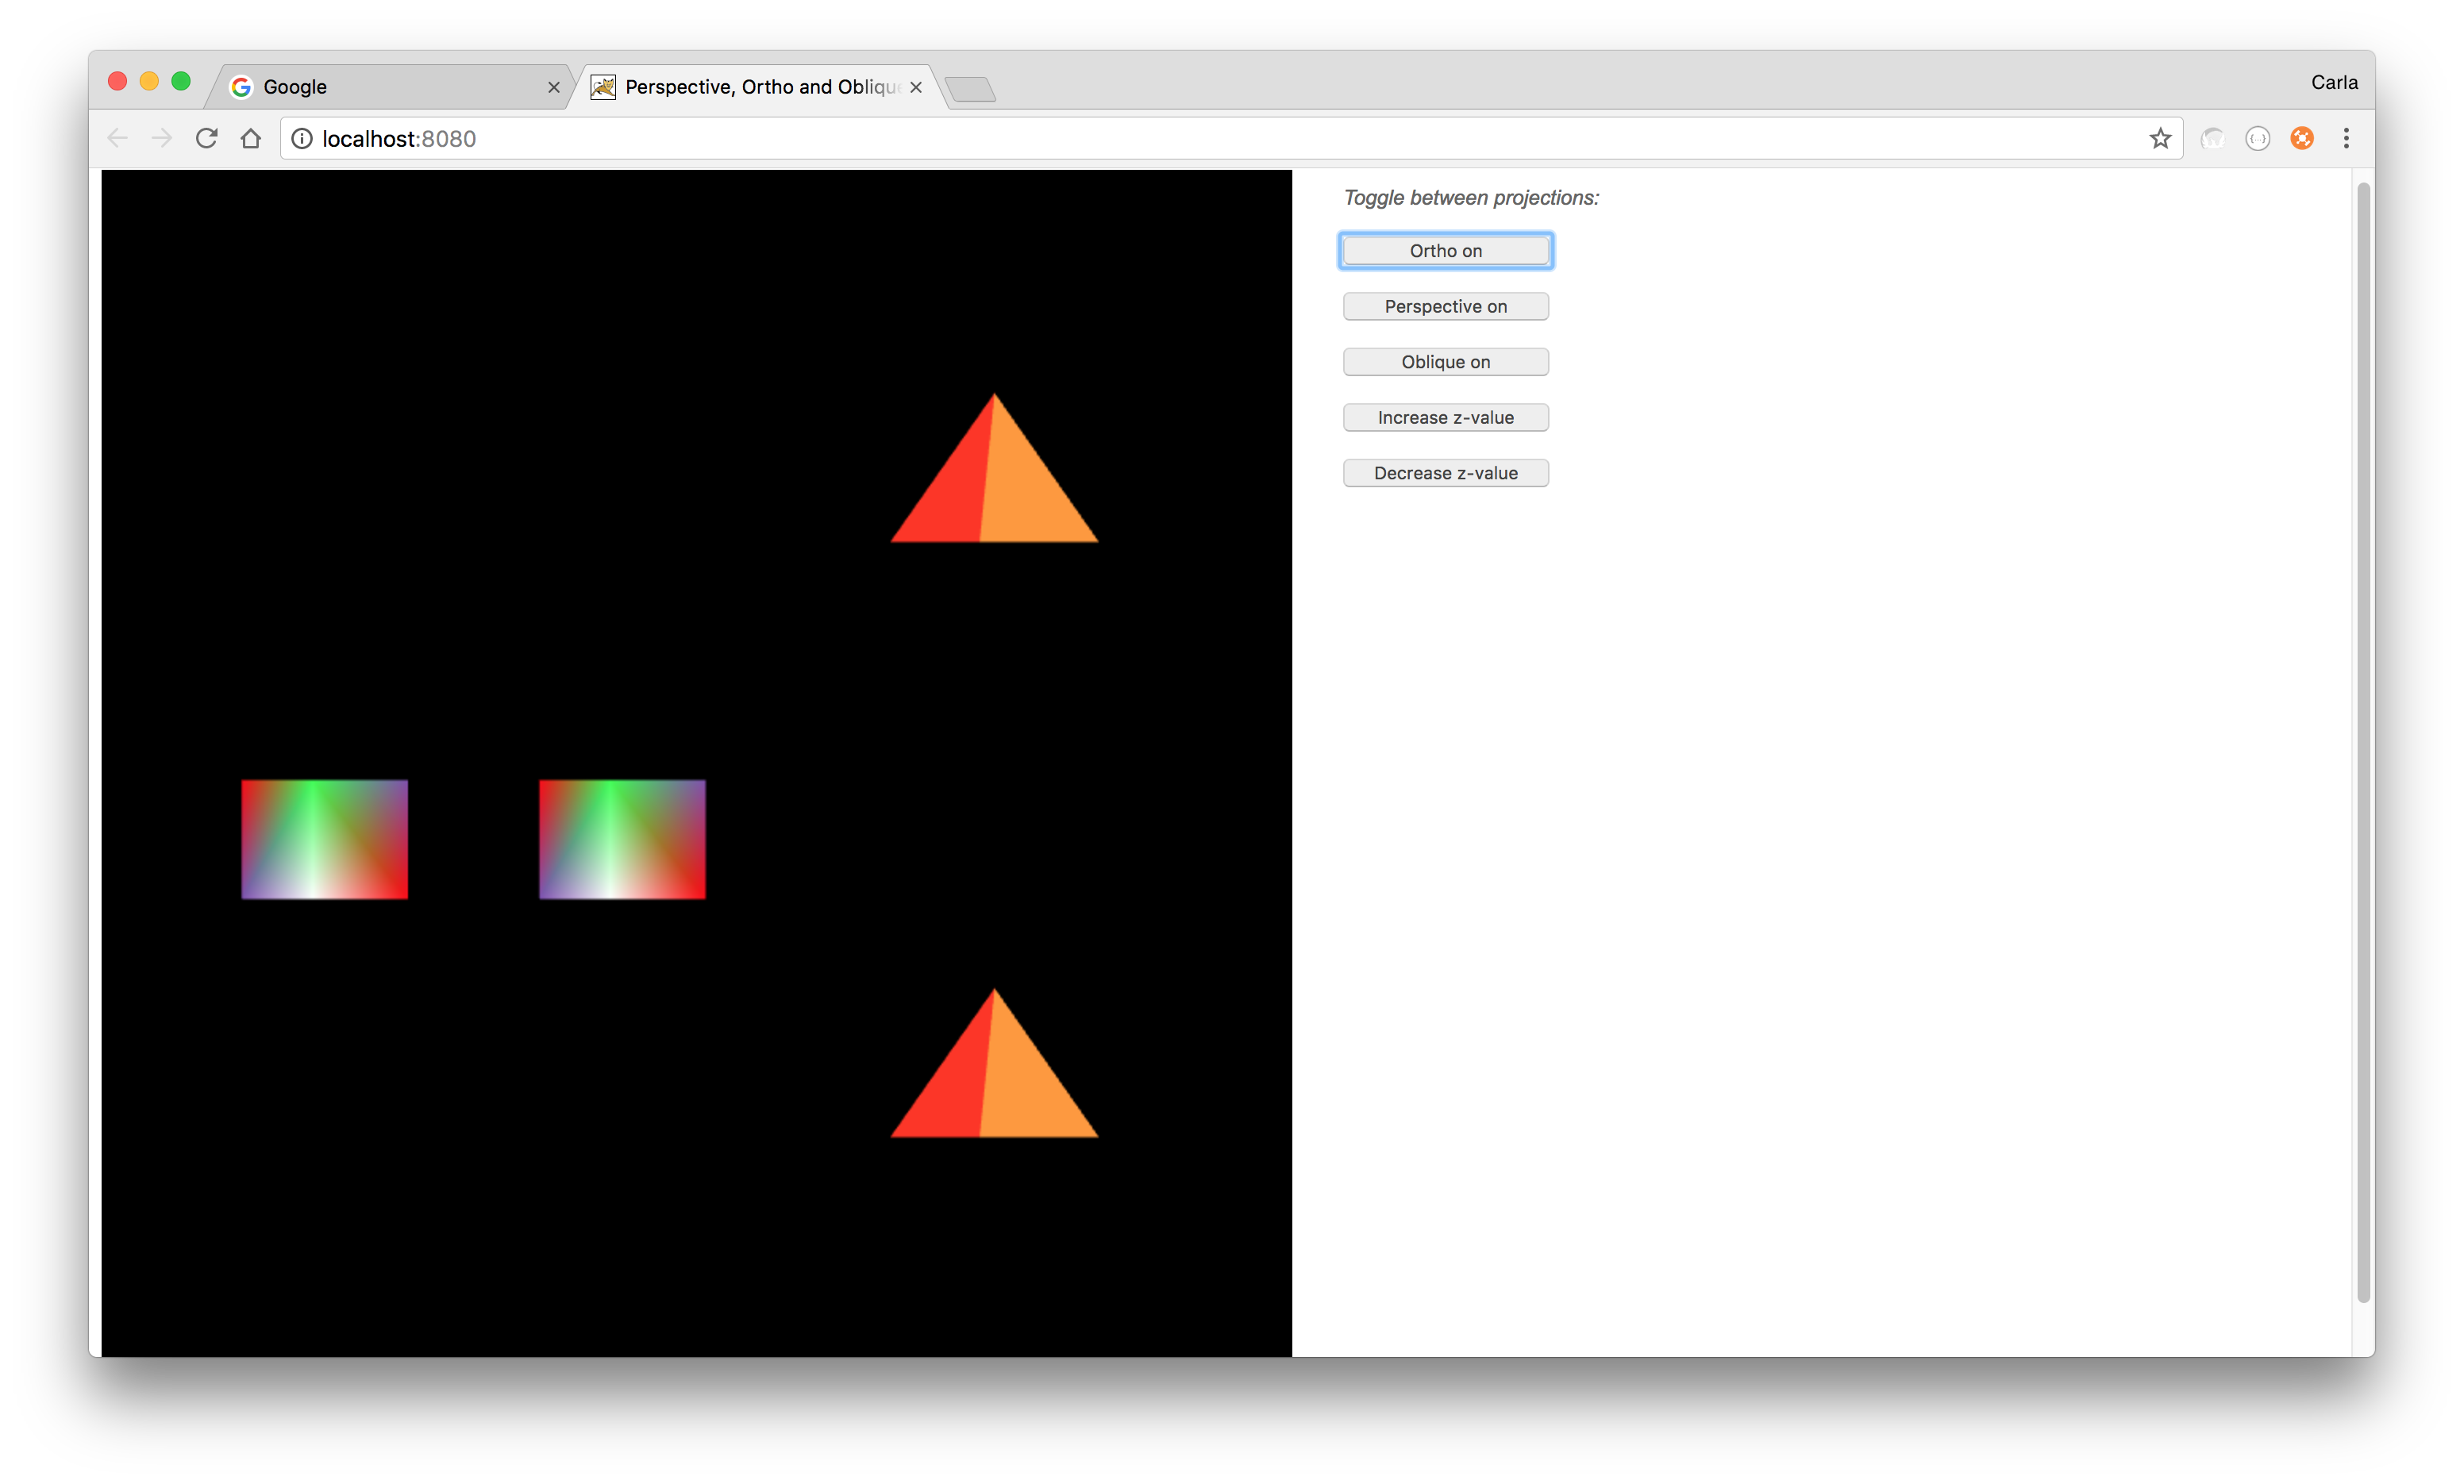 Google
Perspective, Ortho and Oblique
Carla
localhost:8080
Toggle between projections:
Ortho on
Perspective on
Oblique on
Increase z-value
Decrease z-value